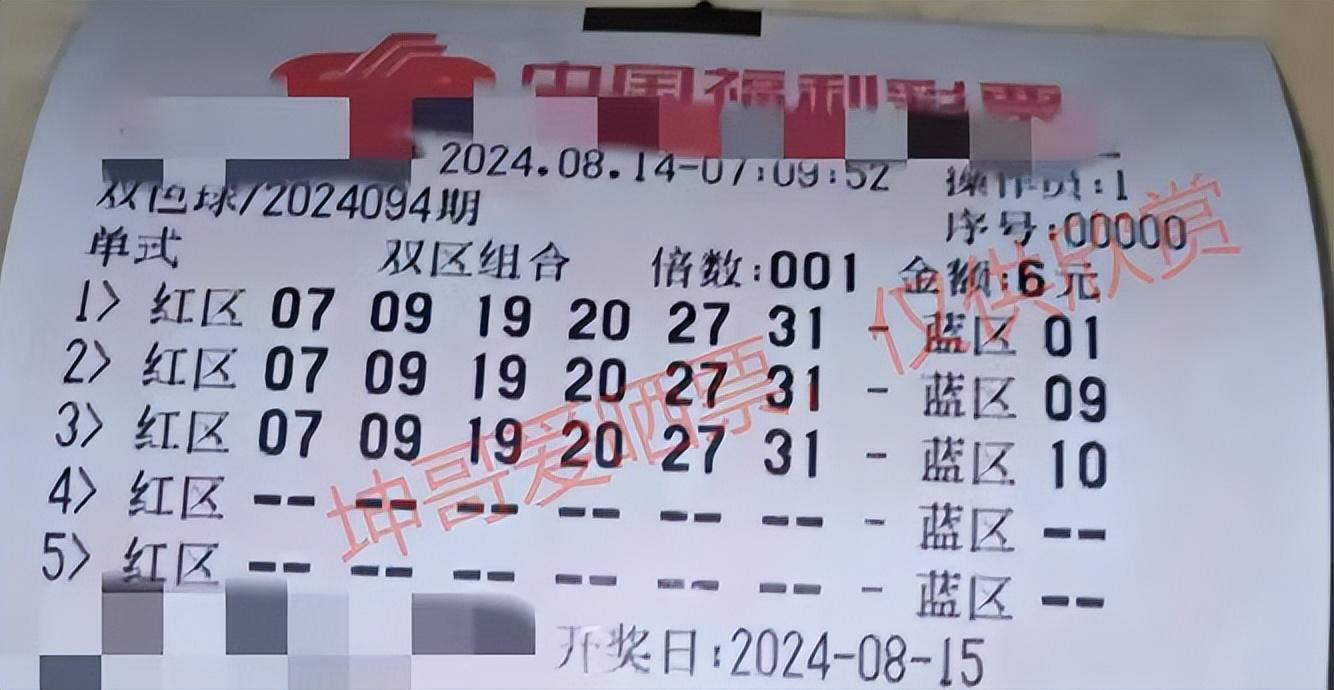 中国福利彩票
2024.08.14-07:09:52 操作员:1
双色球/2024094期 序号:00000
单式 双区组合 倍数:001 金额:6元
1> 红区 07 09 19 20 27 31 - 蓝区 01
2> 红区 07 09 19 20 27 31 - 蓝区 09
3> 红区 07 09 19 20 27 31 - 蓝区 10
4> 红区 -- -- -- -- -- -- - 蓝区 --
5> 红区 -- -- -- -- -- -- - 蓝区 --
开奖日:2024-08-15
坤哥爱晒票 仅供欣赏